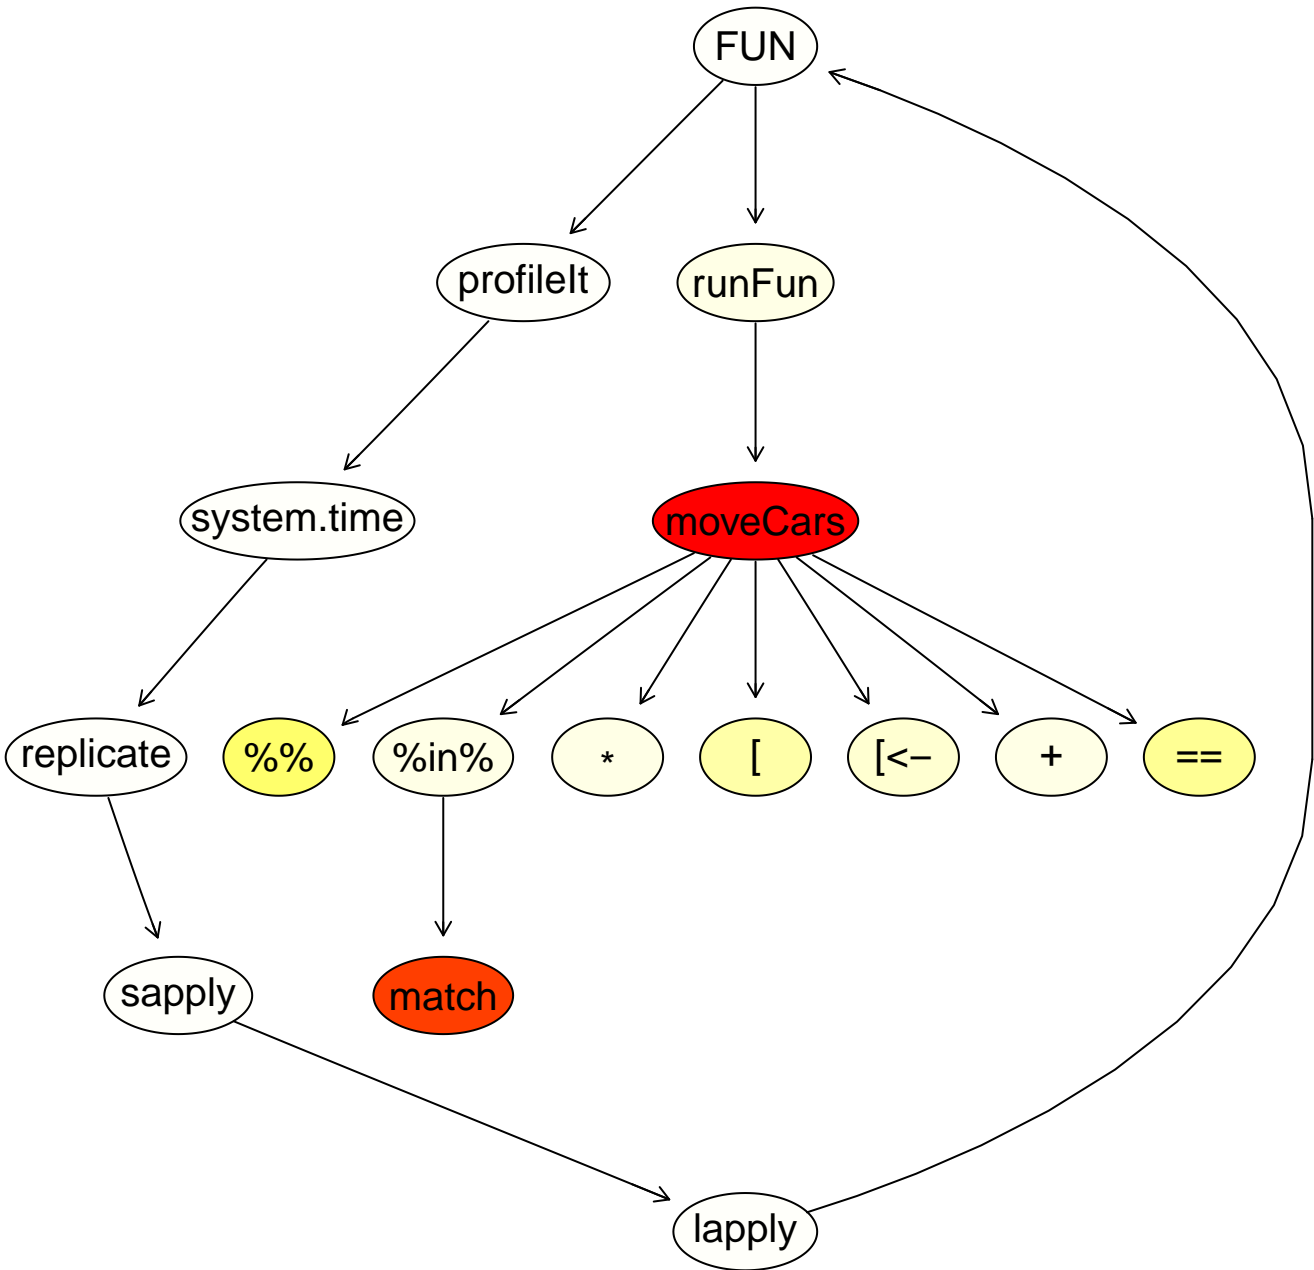 FUN
profileIt
runFun
system.time
moveCars
replicate
%%
%in%
*
[
[<−
+
==
sapply
match
lapply